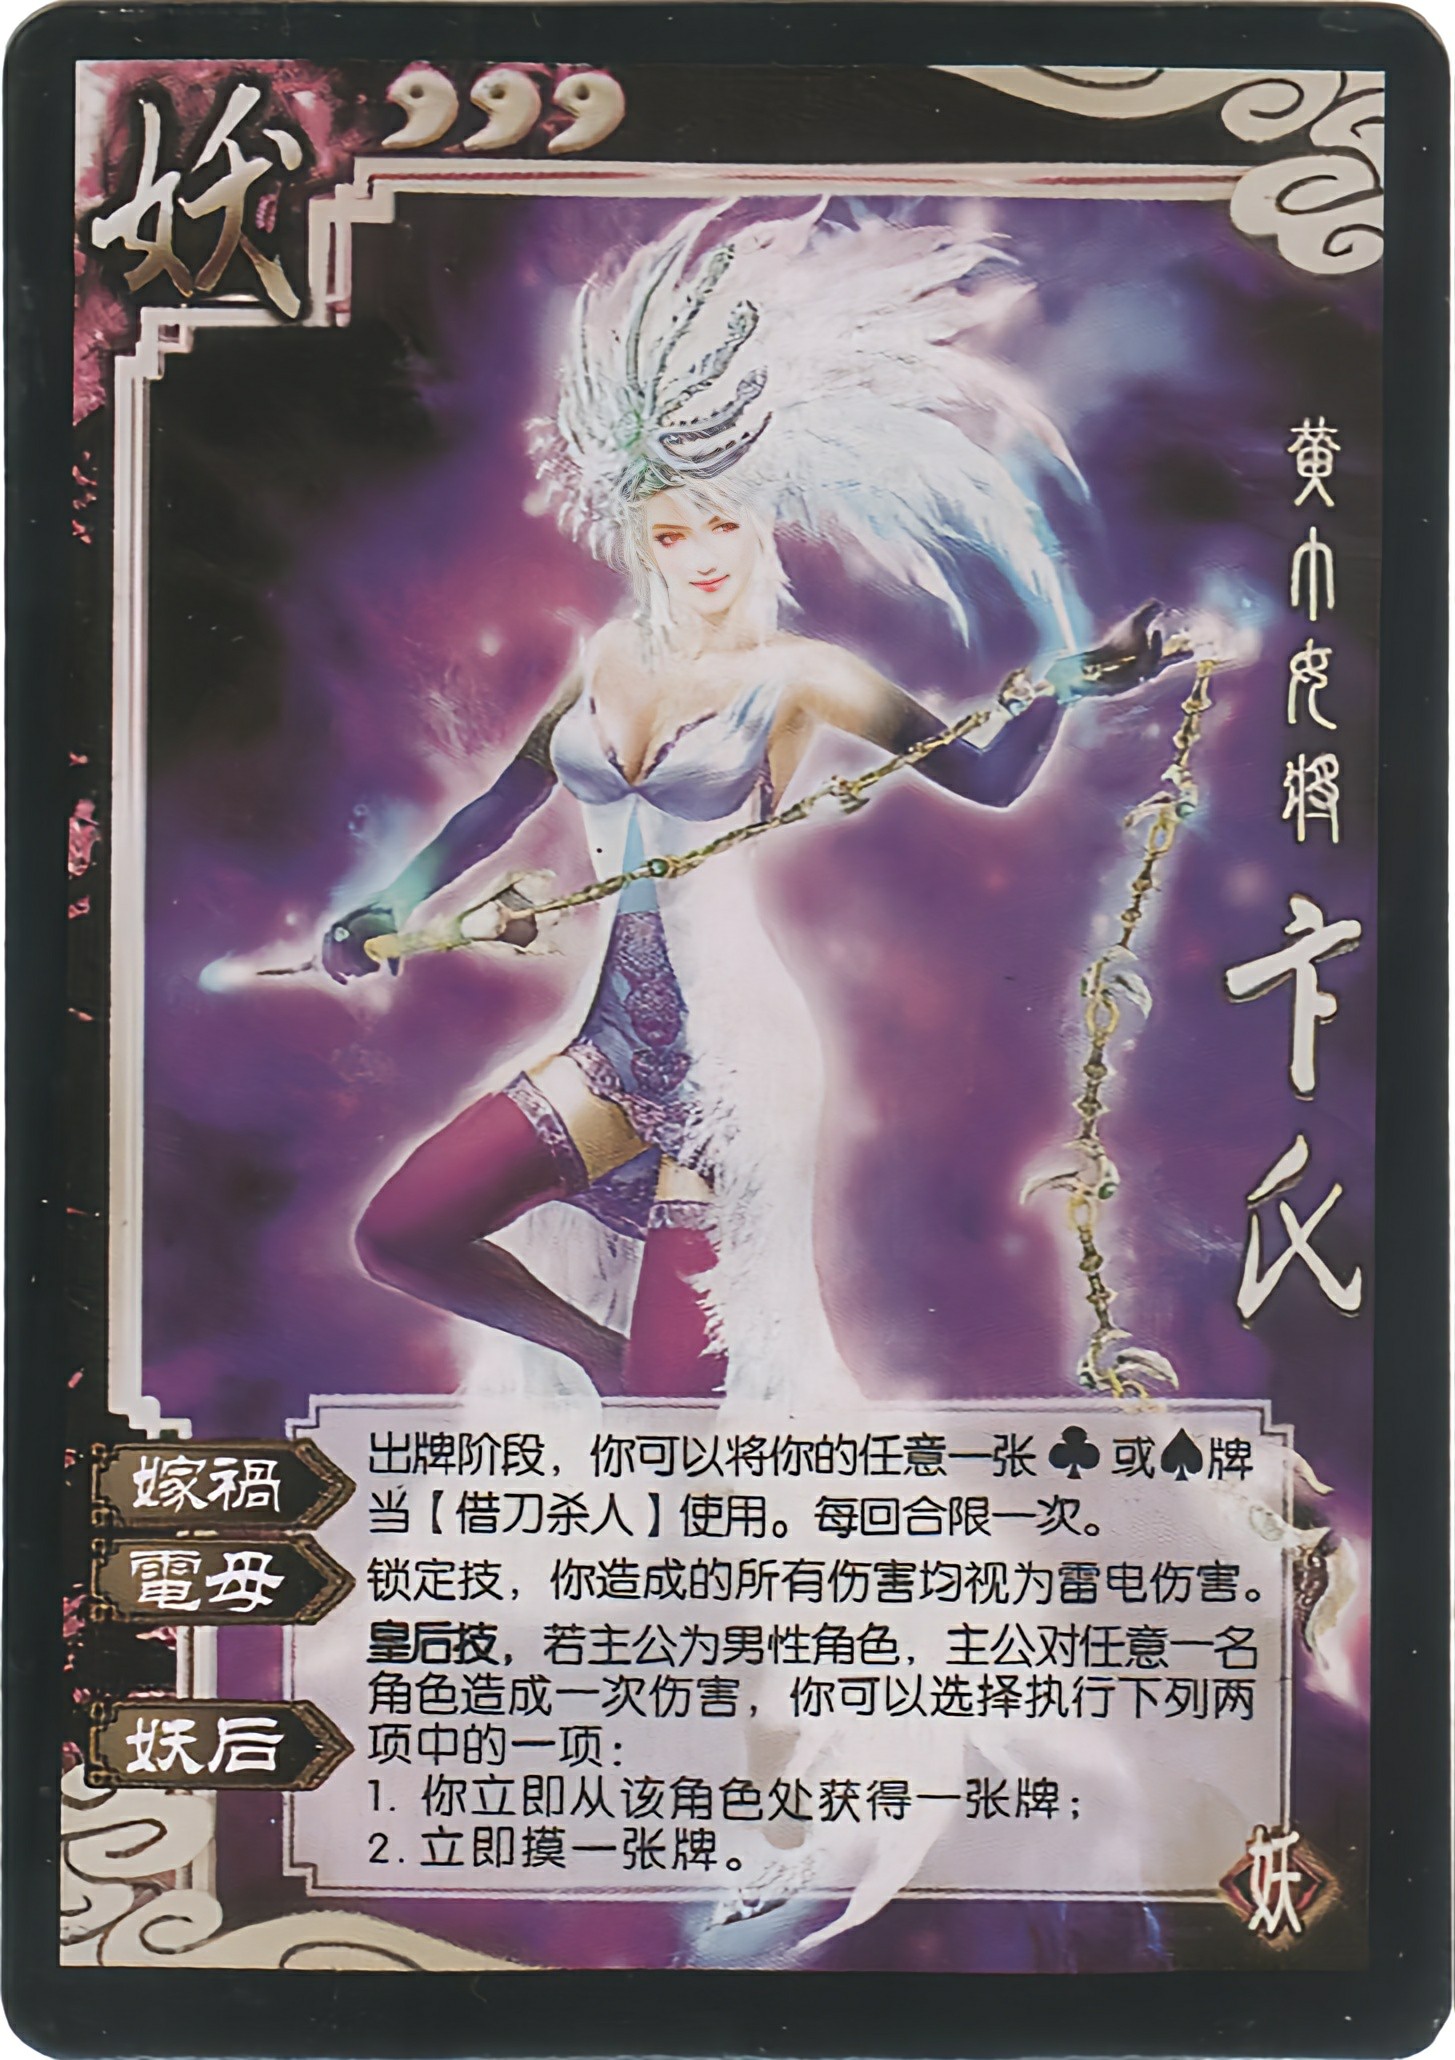 妖
黄巾女将
卞氏
嫁禍
出牌阶段，你可以将你的任意一张♣或♠牌
当【借刀杀人】使用。每回合限一次。
電母
锁定技，你造成的所有伤害均视为雷电伤害。
妖后
皇后技，若主公为男性角色，主公对任意一名
角色造成一次伤害，你可以选择执行下列两
项中的一项：
1. 你立即从该角色处获得一张牌；
2. 立即摸一张牌。
妖